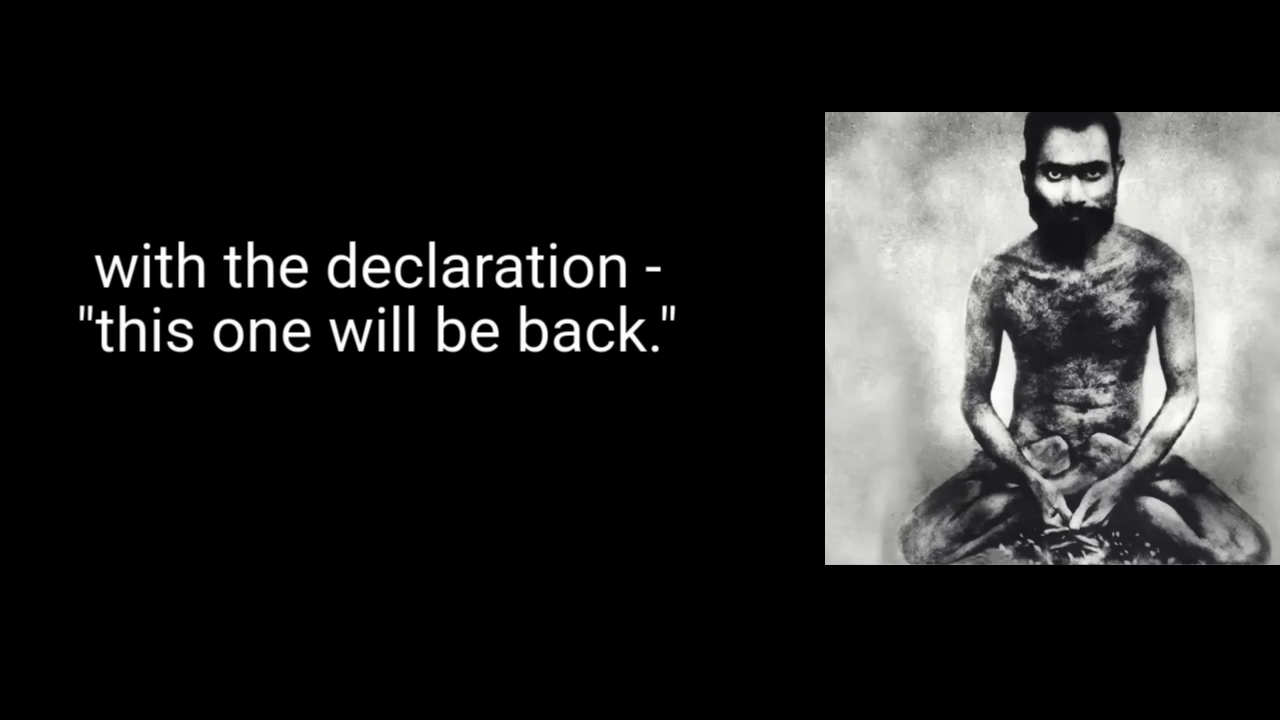 with the declaration -
"this one will be back."